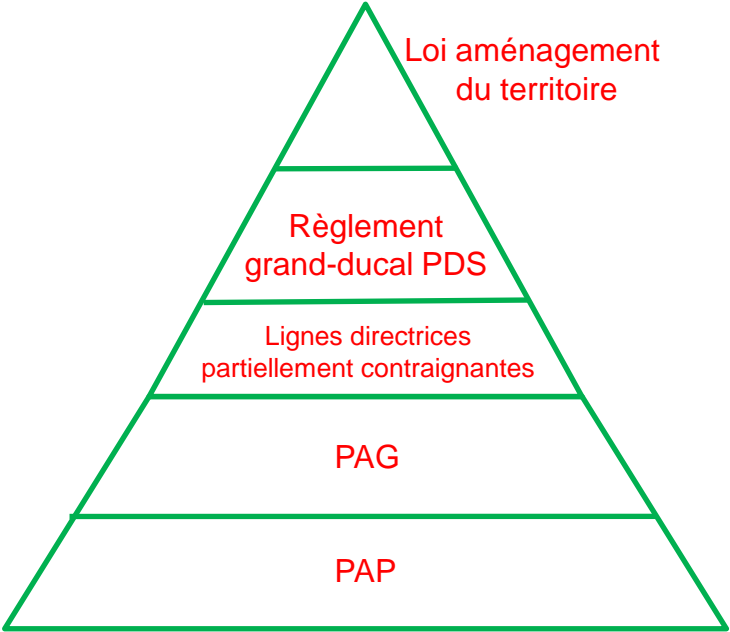 Loi aménagement
du territoire
Règlement
grand-ducal PDS
Lignes directrices
partiellement contraignantes
PAG
PAP